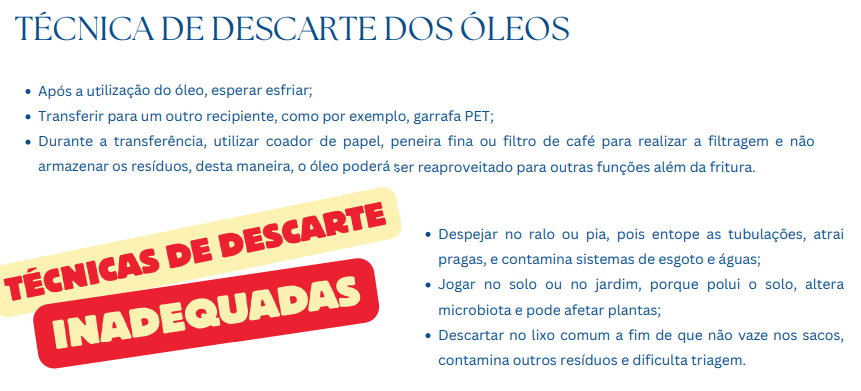 TÉCNICA DE DESCARTE DOS ÓLEOS
• Após a utilização do óleo, esperar esfriar;
• Transferir para um outro recipiente, como por exemplo, garrafa PET;
• Durante a transferência, utilizar coador de papel, peneira fina ou filtro de café para realizar a filtragem e não
armazenar os resíduos, desta maneira, o óleo poderá ser reaproveitado para outras funções além da fritura.
TÉCNICAS DE DESCARTE
INADEQUADAS
• Despejar no ralo ou pia, pois entope as tubulações, atrai
pragas, e contamina sistemas de esgoto e águas;
• Jogar no solo ou no jardim, porque polui o solo, altera
microbiota e pode afetar plantas;
• Descartar no lixo comum a fim de que não vaze nos sacos,
contamina outros resíduos e dificulta triagem.